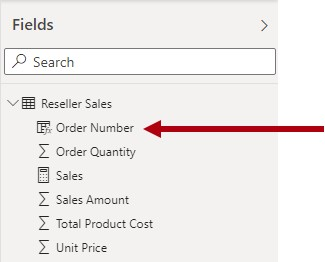 Fields
Search
Reseller Sales
Order Number
Order Quantity
Sales
Sales Amount
Total Product Cost
Unit Price